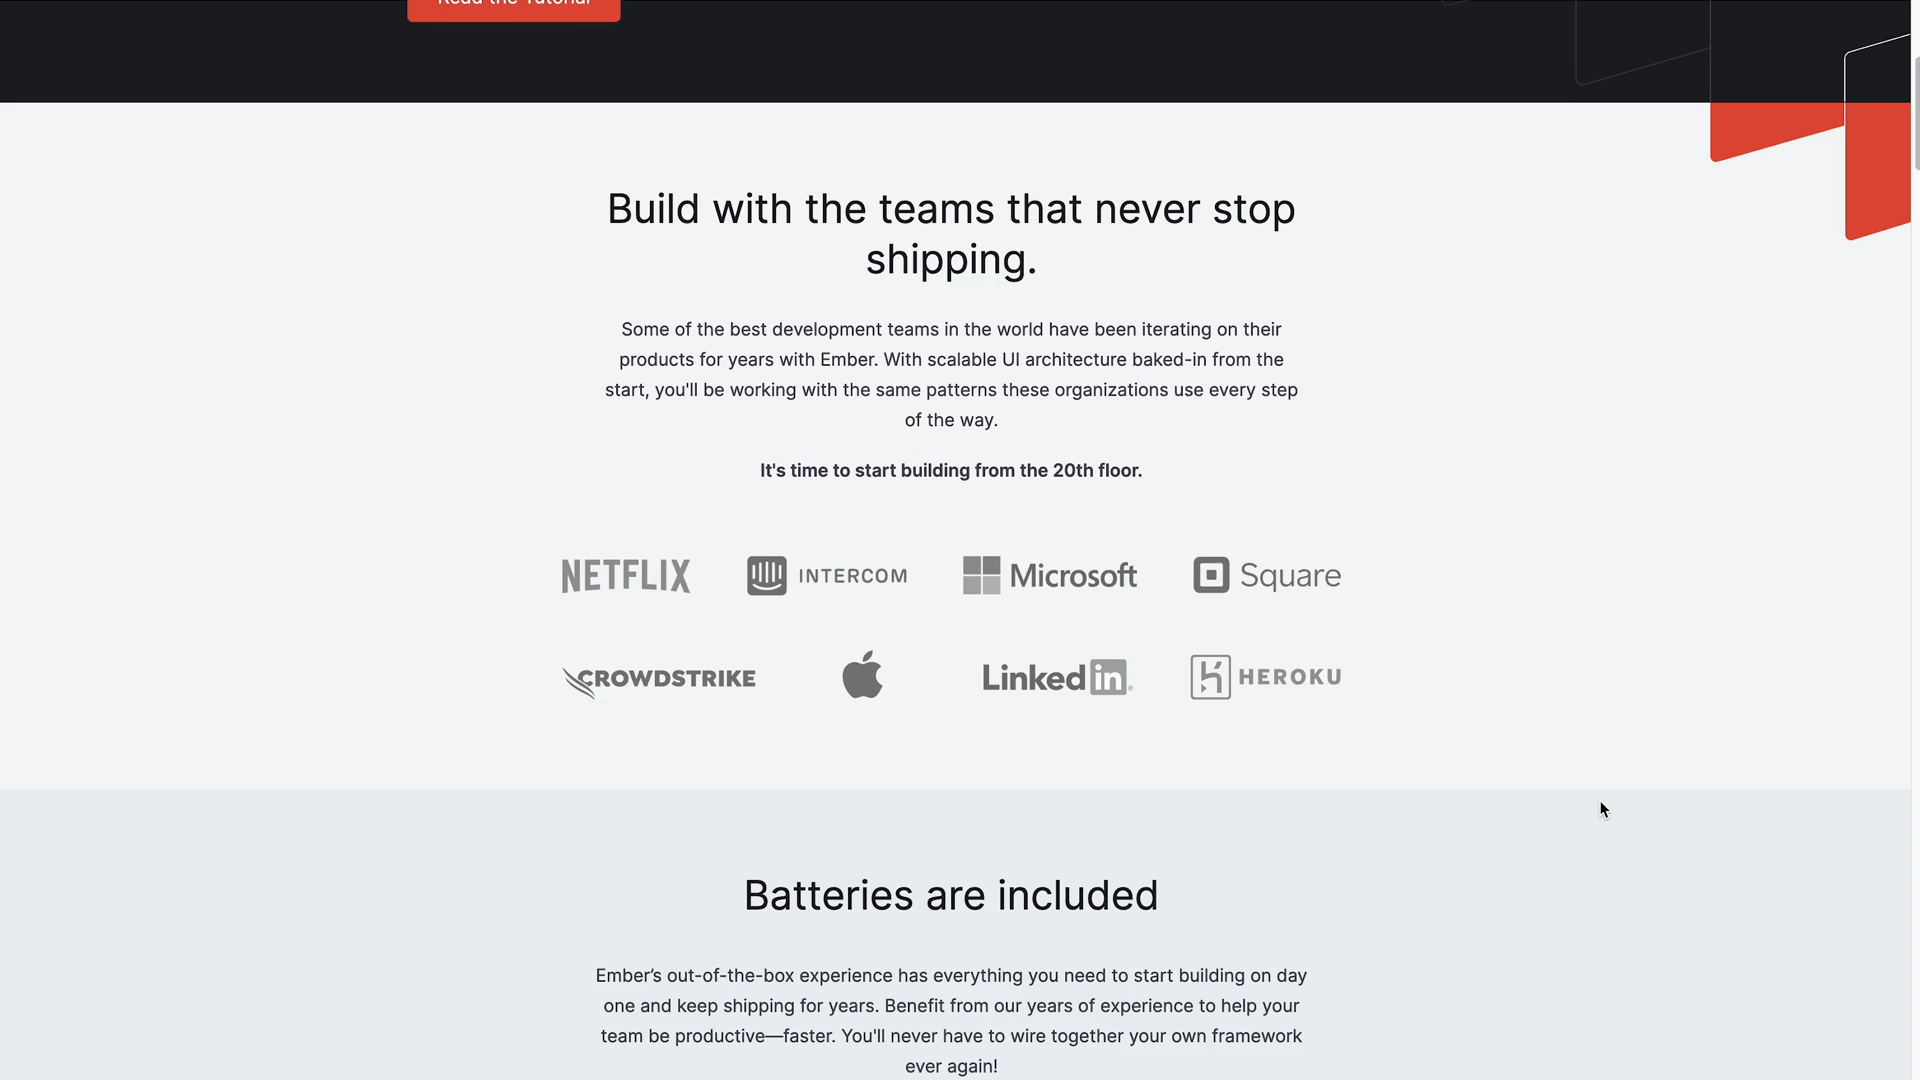 Read the Tutorial
Build with the teams that never stop
shipping.
Some of the best development teams in the world have been iterating on their
products for years with Ember. With scalable UI architecture baked-in from the
start, you'll be working with the same patterns these organizations use every step
of the way.
It's time to start building from the 20th floor.
NETFLIX INTERCOM Microsoft Square
CROWDSTRIKE Linked in HEROKU
Batteries are included
Ember’s out-of-the-box experience has everything you need to start building on day
one and keep shipping for years. Benefit from our years of experience to help your
team be productive—faster. You'll never have to wire together your own framework
ever again!